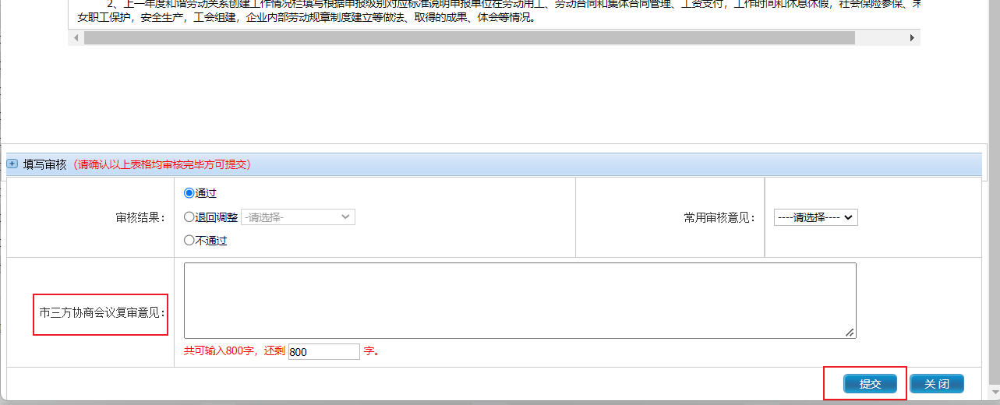 2、上一年度和谐劳动关系创建工作情况栏填写根据申报级别对应标准说明申报单位在劳动用工、劳动合同和集体合同管理、工资支付，工作时间和休息休假，社会保险参保、
女职工保护，安全生产，工会组建，企业内部劳动规章制度建立等做法、取得的成果、体会等情况。
填写审核（请确认以上表格均审核完毕方可提交）
审核结果：
通过
退回调整 -请选择-
不通过
常用审核意见：
----请选择----
市三方协商会议复审意见：
共可输入800字，还剩 800 字。
提交 关 闭